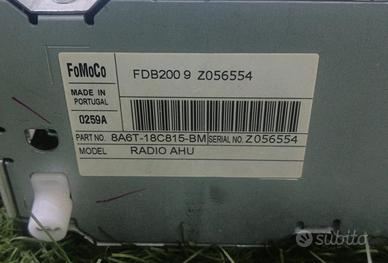 FoMoCo
FDB200 9 Z056554
MADE IN
PORTUGAL
0259A
PART NO. 8A6T-18C815-BM SERIAL NO. Z056554
MODEL RADIO AHU
subito